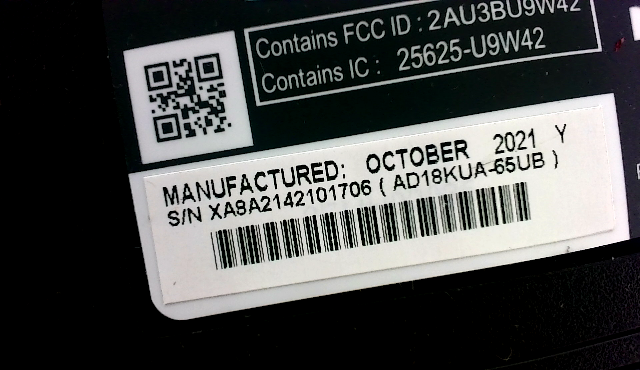 Contains FCC ID : 2AU3BU9W42
Contains IC : 25625-U9W42
MANUFACTURED: OCTOBER 2021 Y
S/N XA8A2142101706 ( AD18KUA-65UB )